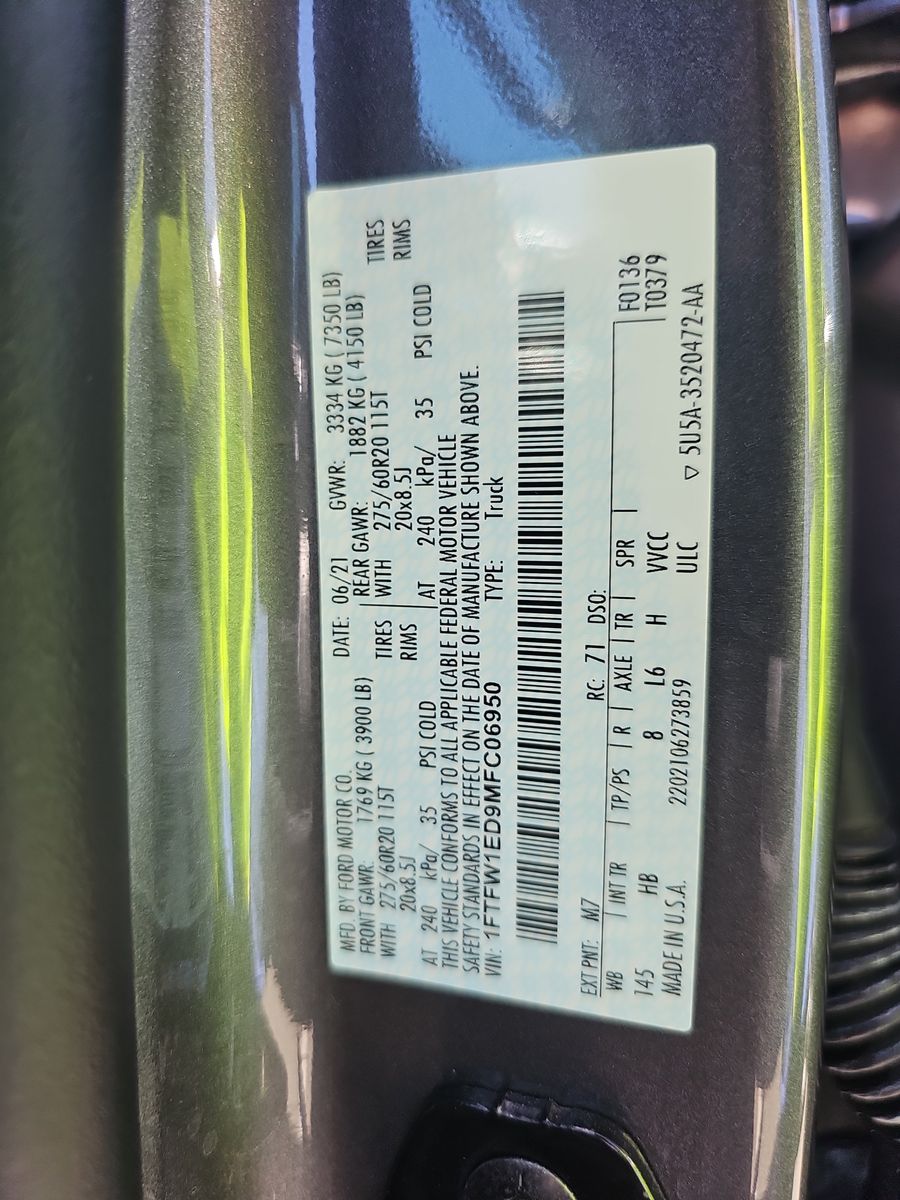 MFD. BY FORD MOTOR CO. DATE: 06/21 GVWR: 3334 KG ( 7350 LB)
FRONT GAWR: 1769 KG ( 3900 LB) REAR GAWR: 1882 KG ( 4150 LB)
WITH 275/60R20 115T TIRES WITH 275/60R20 115T TIRES
20x8.5J RIMS 20x8.5J RIMS
AT 240 kPa/ 35 PSI COLD AT 240 kPa/ 35 PSI COLD
THIS VEHICLE CONFORMS TO ALL APPLICABLE FEDERAL MOTOR VEHICLE
SAFETY STANDARDS IN EFFECT ON THE DATE OF MANUFACTURE SHOWN ABOVE.
VIN: 1FTFW1ED9MFC06950 TYPE: Truck
EXT PNT: M7 RC: 71 DSO:
WB INT TR TP/PS R AXLE TR SPR F0136
145 HB 8 L6 H VVCC T0379
MADE IN U.S.A. 2202106273859 ULC ▽ 5U5A-3520472-AA